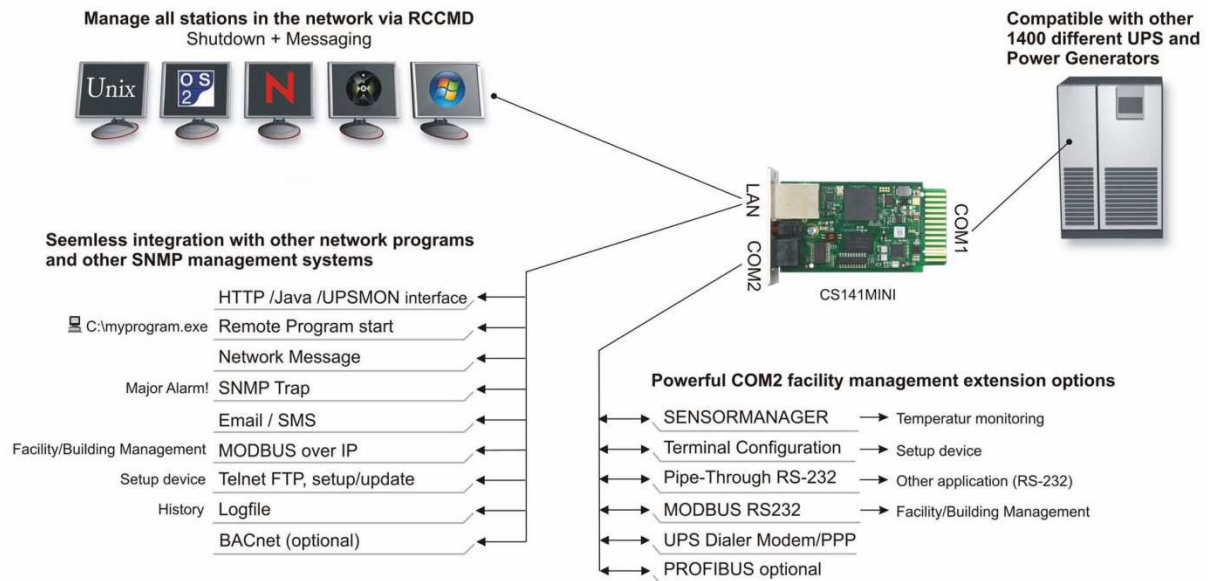 Manage all stations in the network via RCCMD
Shutdown + Messaging
Unix
OS
2
N
Compatible with other
1400 different UPS and
Power Generators
LAN
COM2
COM1
CS141MINI
Seemless integration with other network programs
and other SNMP management systems
HTTP /Java /UPSMON interface
C:\myprogram.exe Remote Program start
Network Message
Major Alarm! SNMP Trap
Email / SMS
Facility/Building Management MODBUS over IP
Setup device Telnet FTP, setup/update
History Logfile
BACnet (optional)
Powerful COM2 facility management extension options
SENSORMANAGER Temperatur monitoring
Terminal Configuration Setup device
Pipe-Through RS-232 Other application (RS-232)
MODBUS RS232 Facility/Building Management
UPS Dialer Modem/PPP
PROFIBUS optional